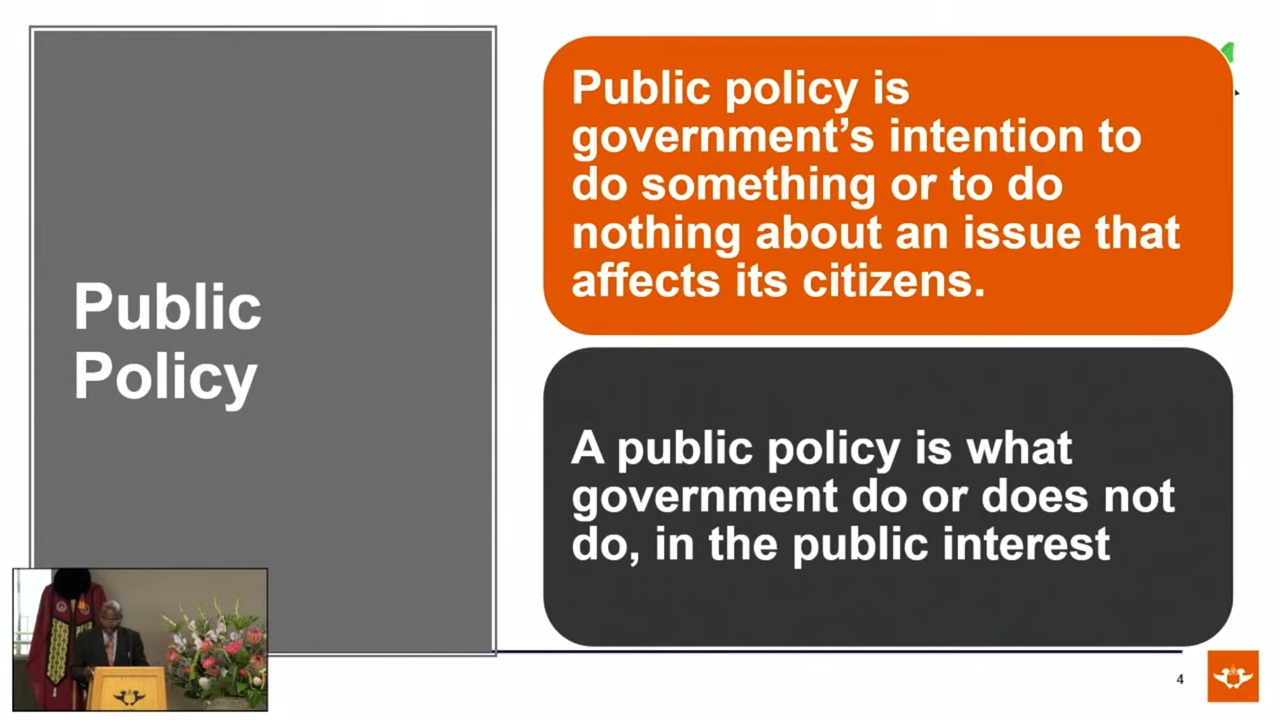 Public
Policy
Public policy is
government’s intention to
do something or to do
nothing about an issue that
affects its citizens.
A public policy is what
government do or does not
do, in the public interest
4